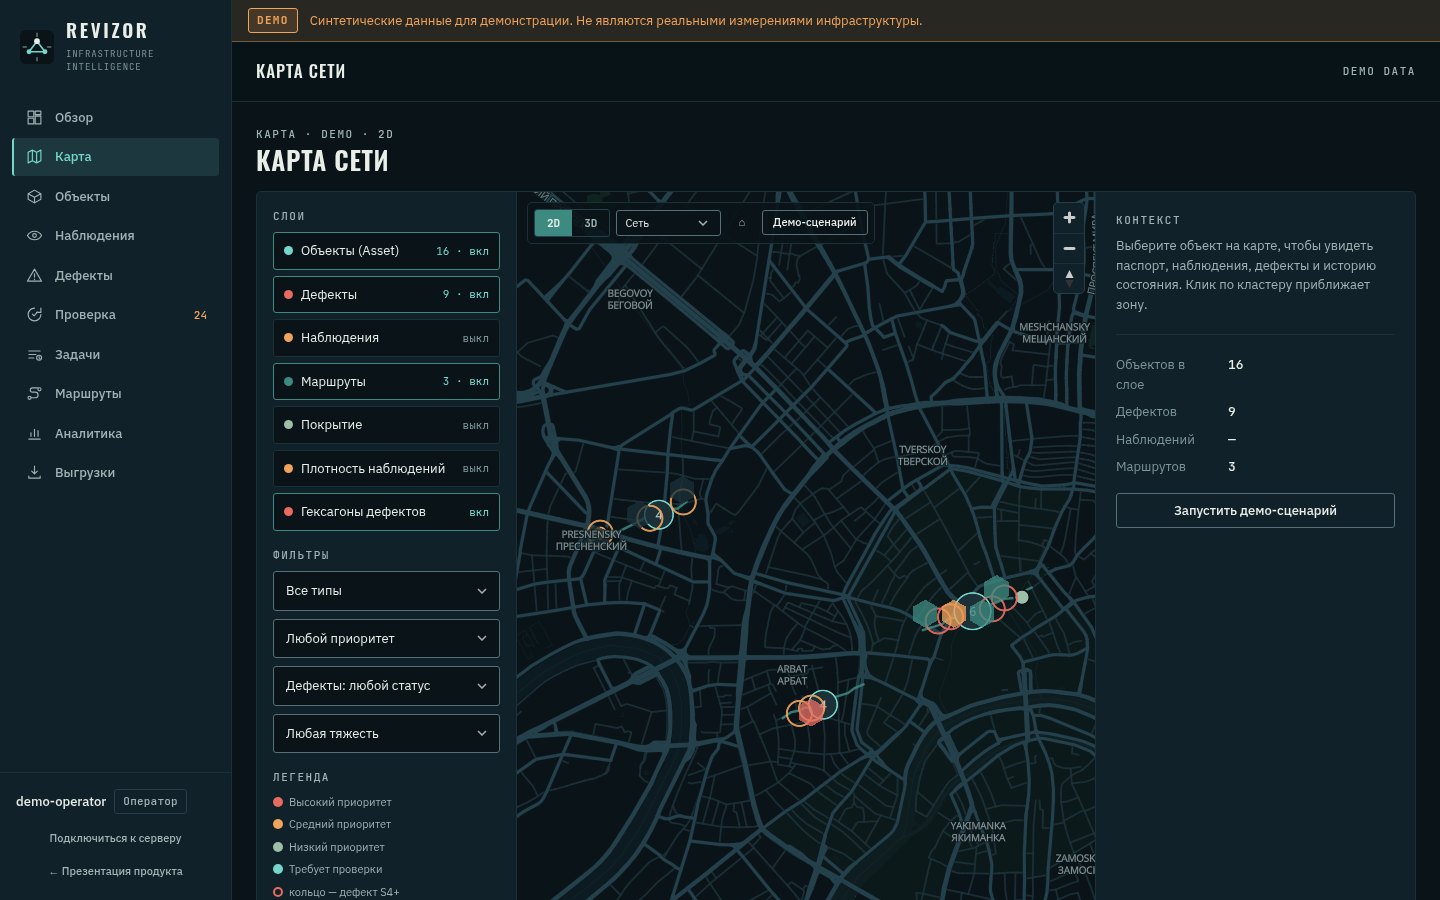 REVIZOR
INFRASTRUCTURE
INTELLIGENCE
Обзор
Карта
Объекты
Наблюдения
Дефекты
Проверка 24
Задачи
Маршруты
Аналитика
Выгрузки
demo-operator Оператор
Подключиться к серверу
← Презентация продукта
DEMO Синтетические данные для демонстрации. Не являются реальными измерениями инфраструктуры.
КАРТА СЕТИ
DEMO DATA
КАРТА · DEMO · 2D
КАРТА СЕТИ
СЛОИ
Объекты (Asset) 16 · вкл
Дефекты 9 · вкл
Наблюдения выкл
Маршруты 3 · вкл
Покрытие выкл
Плотность наблюдений выкл
Гексагоны дефектов вкл
ФИЛЬТРЫ
Все типы
Любой приоритет
Дефекты: любой статус
Любая тяжесть
ЛЕГЕНДА
Высокий приоритет
Средний приоритет
Низкий приоритет
Требует проверки
кольцо — дефект S4+
2D 3D Сеть Демо-сценарий
BEGOVOY
БЕГОВОЙ
MESHCHANSKY
МЕЩАНСКИЙ
TVERSKOY
ТВЕРСКОЙ
4
PRESNENSKY
ПРЕСНЕНСКИЙ
6
ARBAT
АРБАТ
YAKIMANKA
ЯКИМАНКА
ZAMOSK
ЗАМОСК
КОНТЕКСТ
Выберите объект на карте, чтобы увидеть
паспорт, наблюдения, дефекты и историю
состояния. Клик по кластеру приближает
зону.
Объектов в
слое 16
Дефектов 9
Наблюдений —
Маршрутов 3
Запустить демо-сценарий